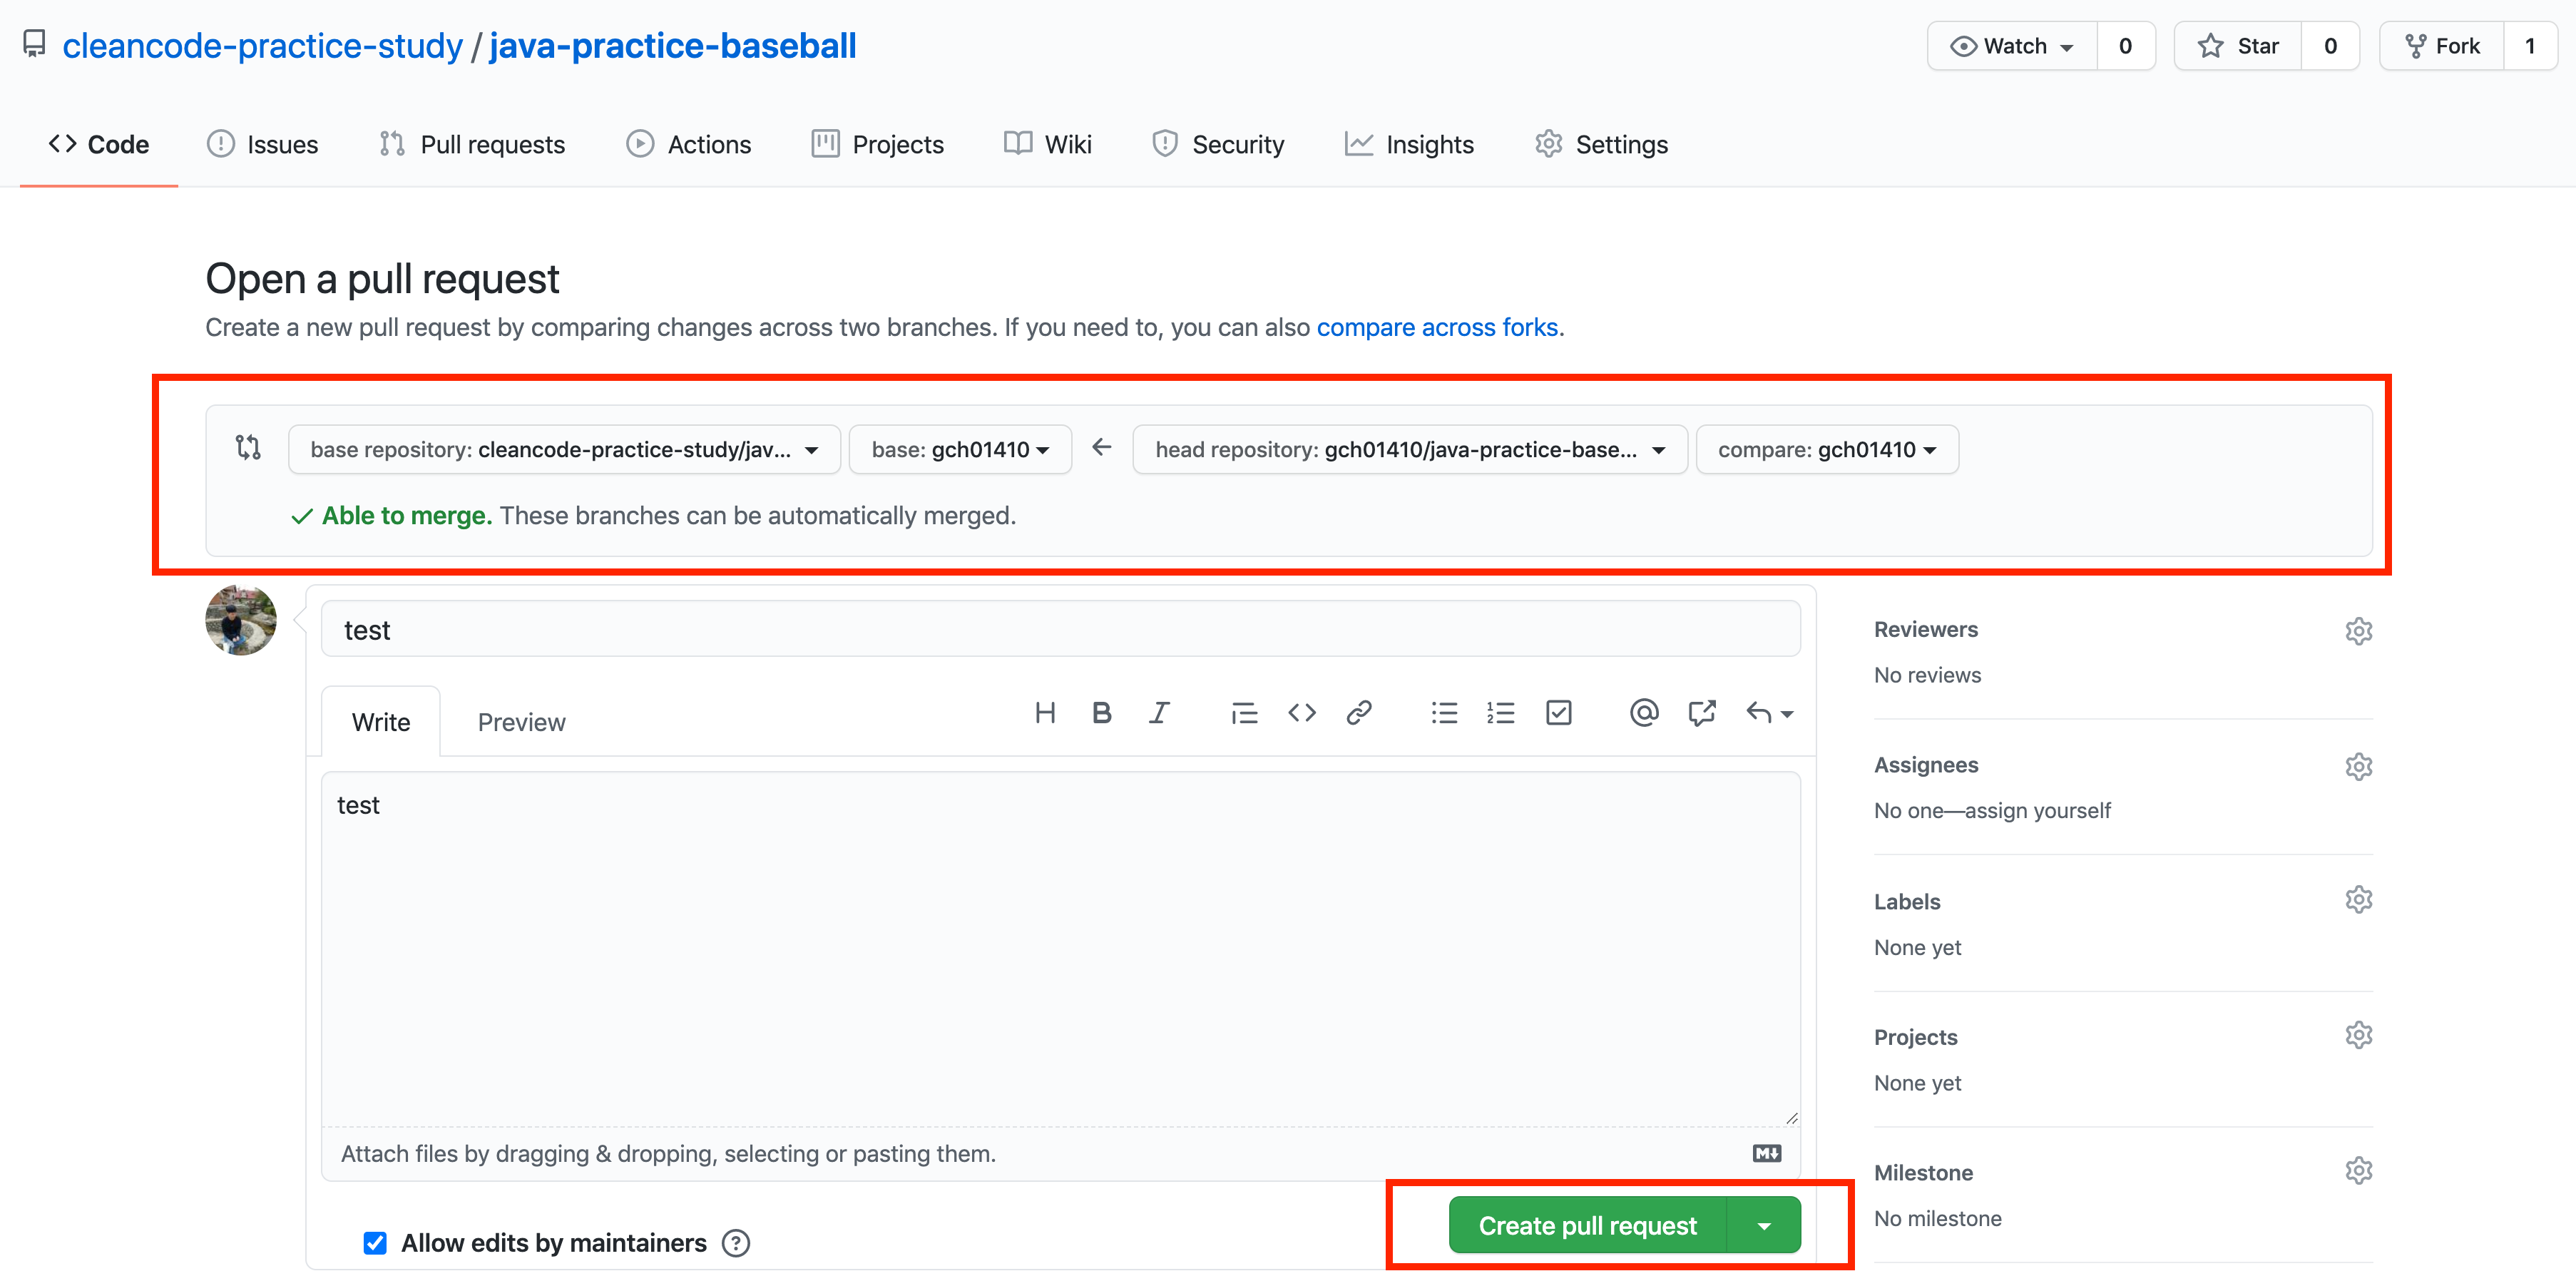 cleancode-practice-study / java-practice-baseball
Watch 0 Star 0 Fork 1
Code Issues Pull requests Actions Projects Wiki Security Insights Settings
Open a pull request
Create a new pull request by comparing changes across two branches. If you need to, you can also compare across forks.
base repository: cleancode-practice-study/jav... base: gch01410 ← head repository: gch01410/java-practice-base... compare: gch01410
Able to merge. These branches can be automatically merged.
test
Write Preview
test
Attach files by dragging & dropping, selecting or pasting them.
Allow edits by maintainers
Create pull request
Reviewers
No reviews
Assignees
No one—assign yourself
Labels
None yet
Projects
None yet
Milestone
No milestone